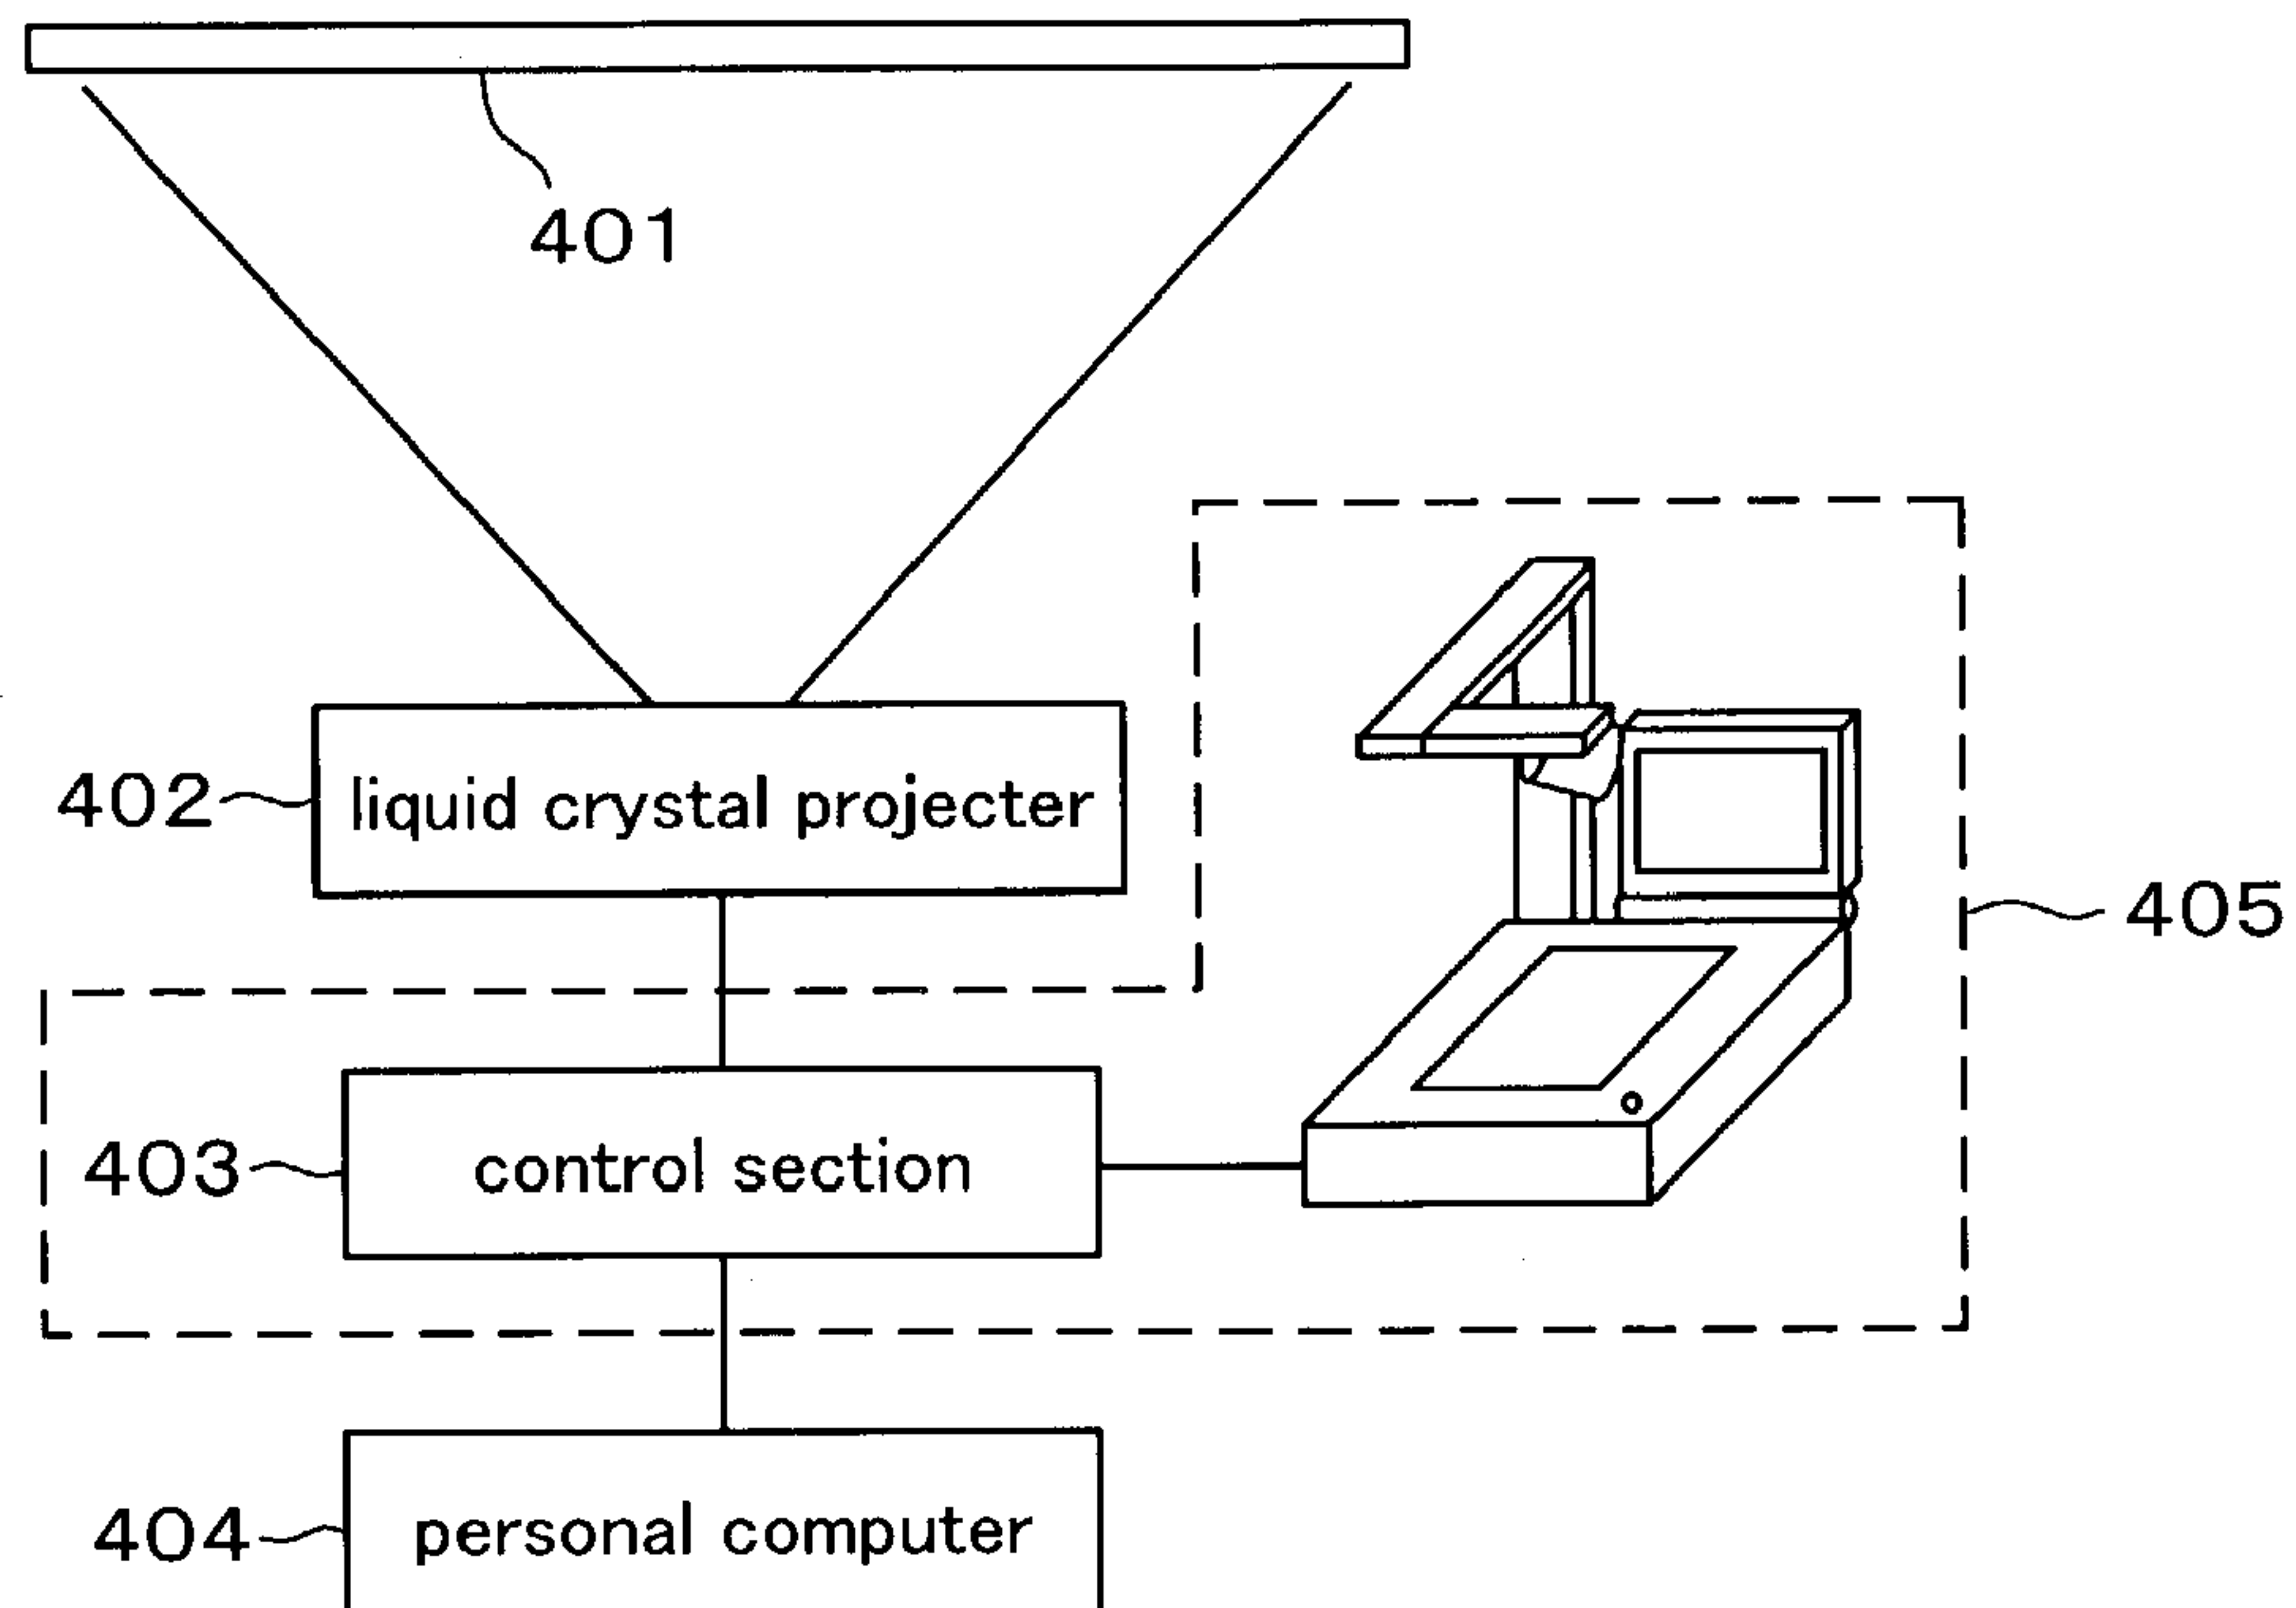 401
402 liquid crystal projecter
405
403 control section
404 personal computer